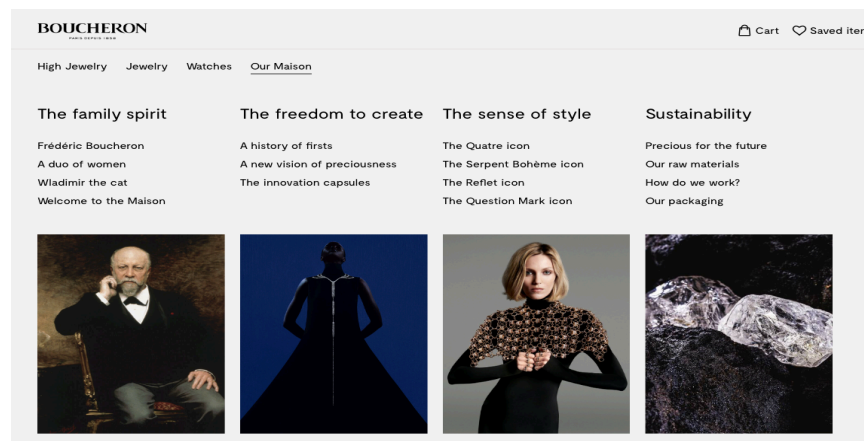 BOUCHERON
PARIS DEPUIS 1858
Cart
Saved iter
High Jewelry
Jewelry
Watches
Our Maison
The family spirit
Frédéric Boucheron
A duo of women
Wladimir the cat
Welcome to the Maison
The freedom to create
A history of firsts
A new vision of preciousness
The innovation capsules
The sense of style
The Quatre icon
The Serpent Bohème icon
The Reflet icon
The Question Mark icon
Sustainability
Precious for the future
Our raw materials
How do we work?
Our packaging